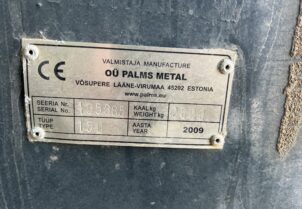 CE
VALMISTAJA MANUFACTURE
OÜ PALMS METAL
VÕSUPERE LÄÄNE-VIRUMAA 45202 ESTONIA
www.palms.eu
SEERIA Nr. KAAL kg
SERIAL No. WEIGHT kg
TÜÜP AASTA
TYPE YEAR 2009